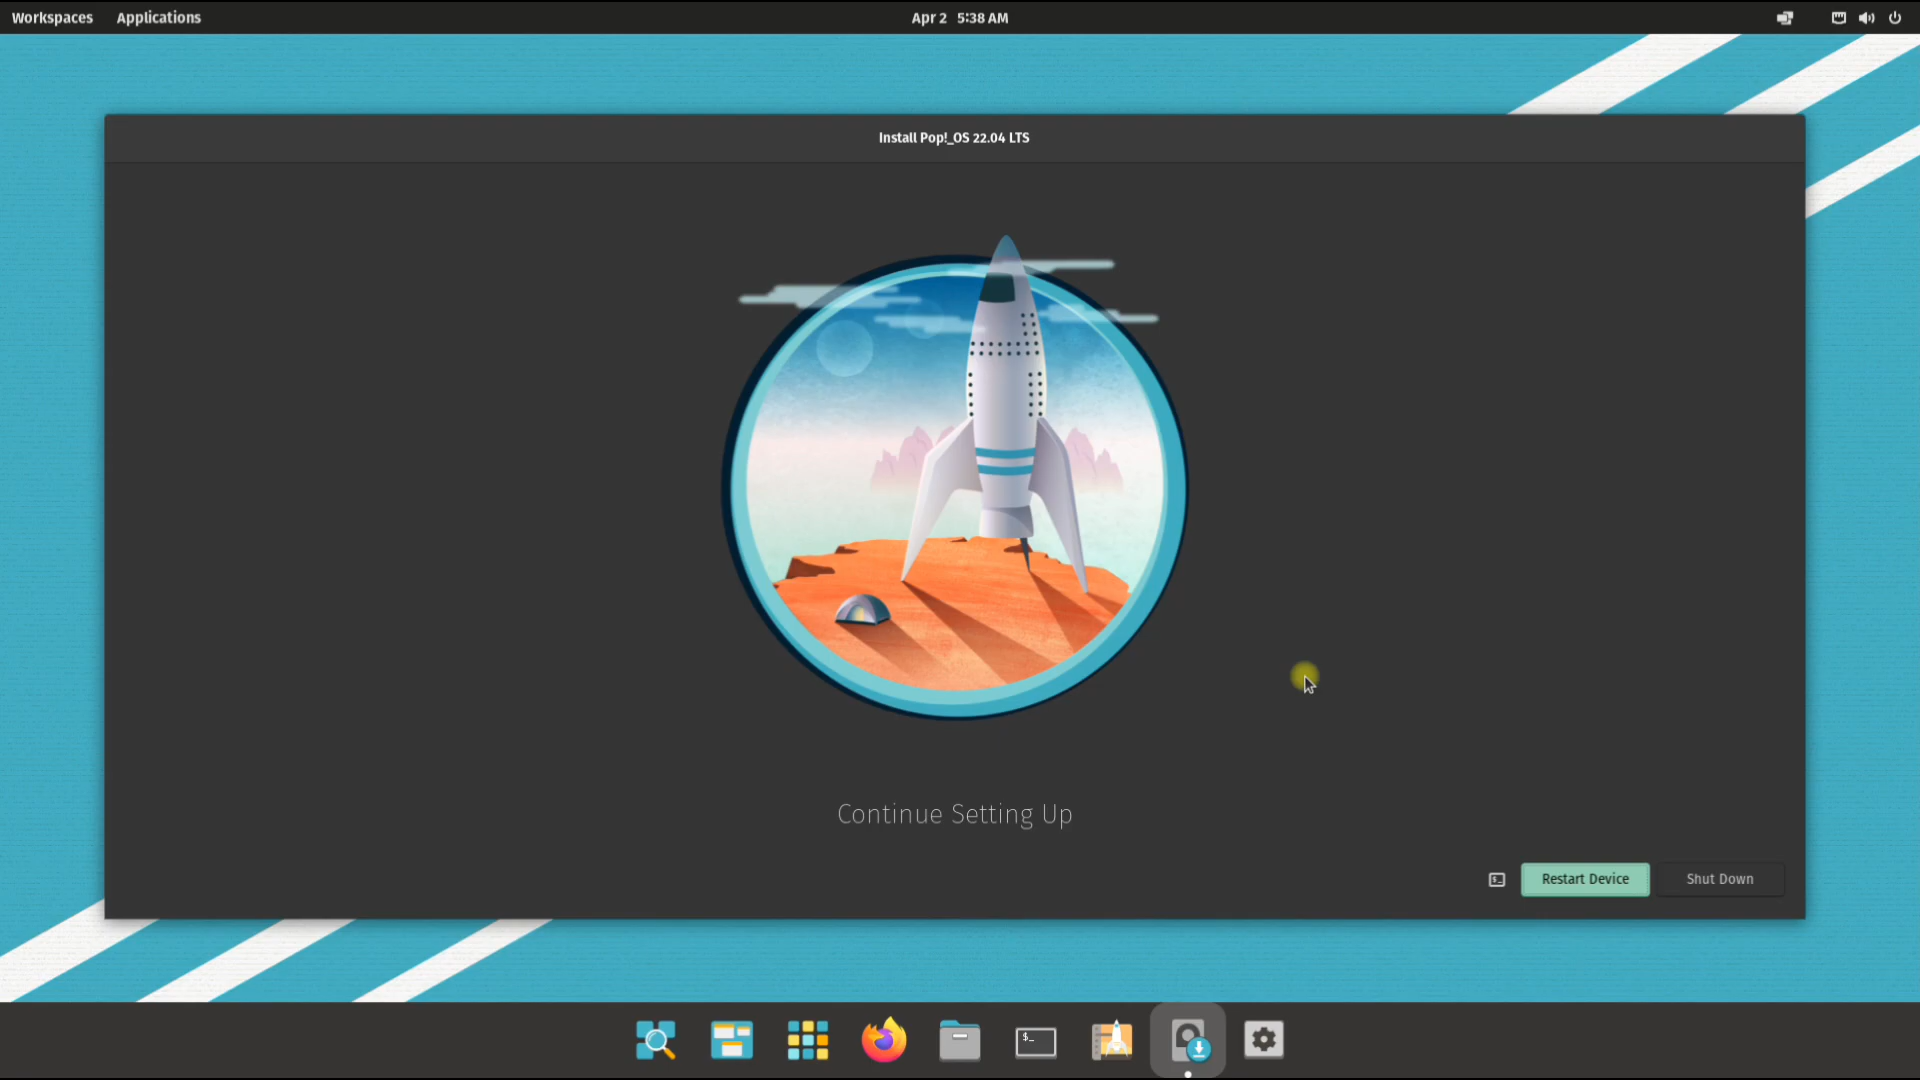 Workspaces Applications Apr 2 5:38 AM
Install Pop!_OS 22.04 LTS
Continue Setting Up
Restart Device Shut Down
$_